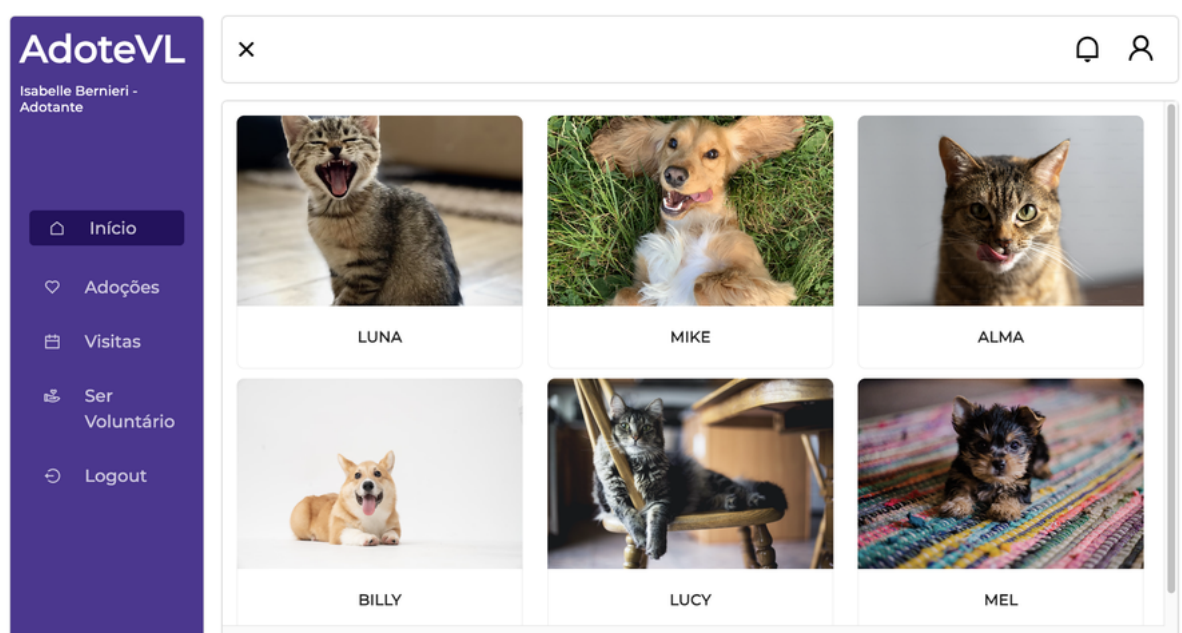 AdoteVL
Isabelle Bernieri -
Adotante
Início
Adoções
Visitas
Ser
Voluntário
Logout
LUNA
MIKE
ALMA
BILLY
LUCY
MEL